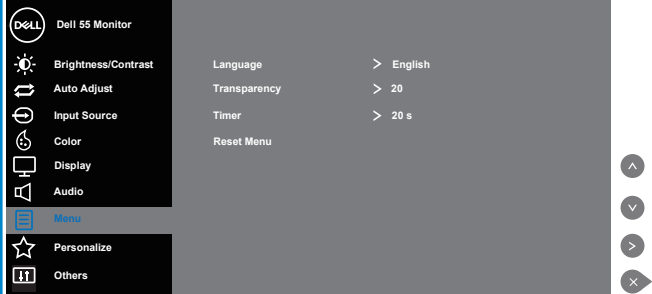 DELL
Dell 55 Monitor
Brightness/Contrast
Auto Adjust
Input Source
Color
Display
Audio
Menu
Personalize
Others
Language > English
Transparency > 20
Timer > 20 s
Reset Menu